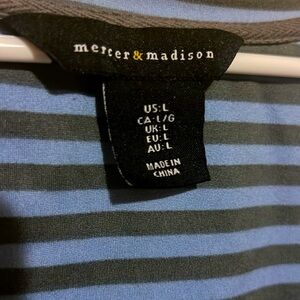 mercer&madison
US:L
CA:L/G
UK:L
EU:L
AU:L
MADE IN
CHINA